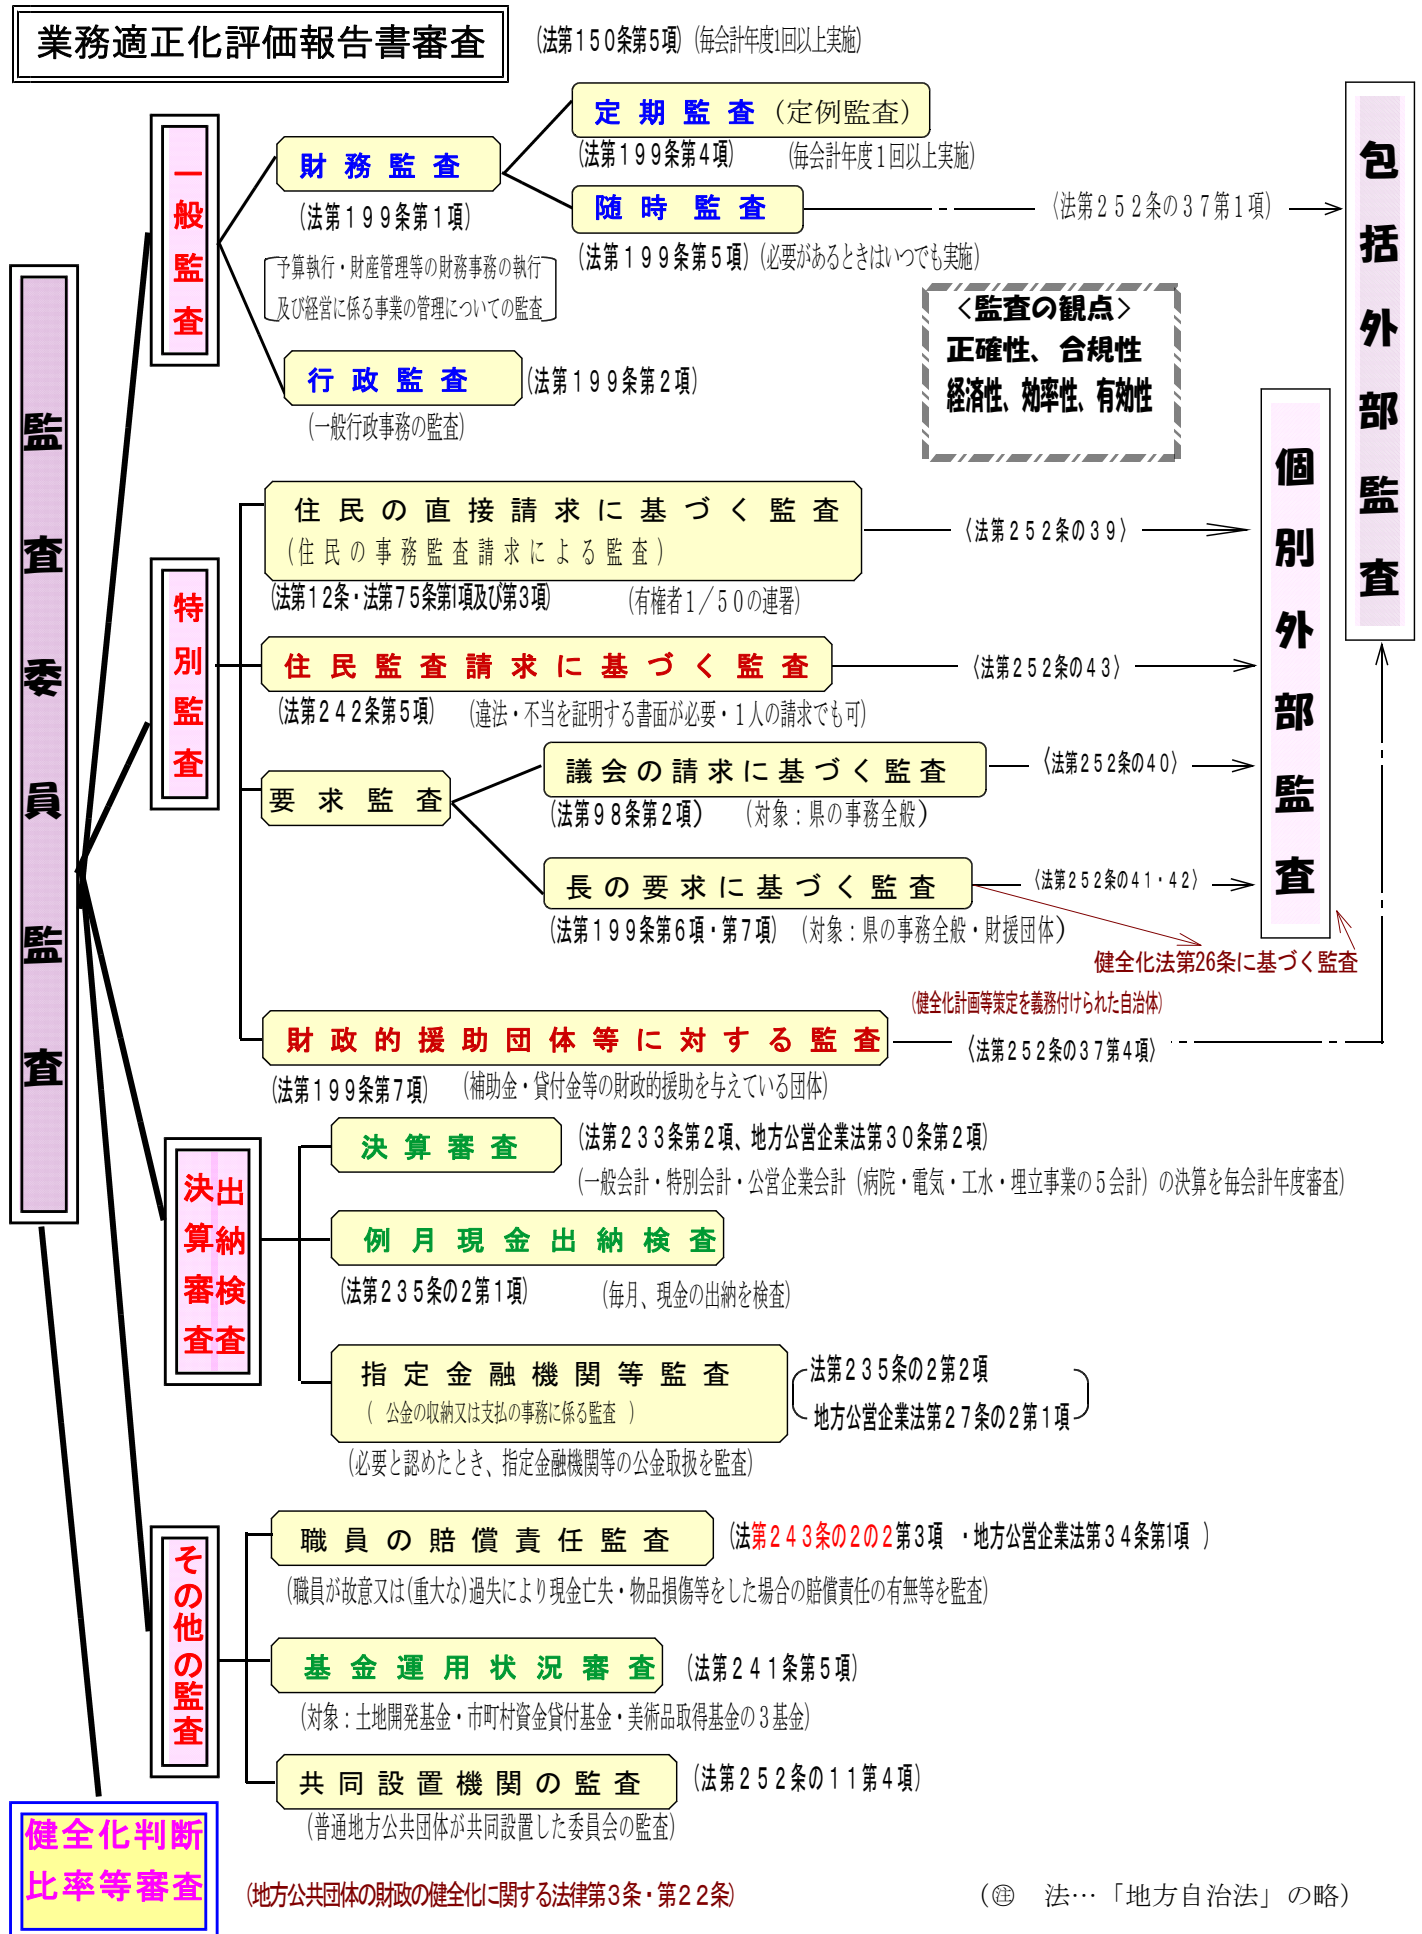 業務適正化評価報告書審査
(法第150条第5項) (毎会計年度1回以上実施)
監査委員監査
一般監査
財務監査
(法第199条第1項)
予算執行・財産管理等の財務事務の執行
及び経営に係る事業の管理についての監査
定期監査(定例監査)
(法第199条第4項) (毎会計年度1回以上実施)
随時監査
(法第199条第5項) (必要があるときはいつでも実施)
〈法第252条の37第1項〉
包括外部監査
行政監査
(法第199条第2項)
(一般行政事務の監査)
<監査の観点>
正確性、合規性
経済性、効率性、有効性
個別外部監査
特別監査
住民の直接請求に基づく監査
(住民の事務監査請求による監査)
(法第12条・法第75条第1項及び第3項) (有権者1/50の連署)
〈法第252条の39〉
住民監査請求に基づく監査
(法第242条第5項) (違法・不当を証明する書面が必要・1人の請求でも可)
〈法第252条の43〉
要求監査
議会の請求に基づく監査
(法第98条第2項) (対象:県の事務全般)
〈法第252条の40〉
長の要求に基づく監査
(法第199条第6項・第7項) (対象:県の事務全般・財援団体)
〈法第252条の41・42〉
健全化法第26条に基づく監査
(健全化計画等策定を義務付けられた自治体)
財政的援助団体等に対する監査
(法第199条第7項) (補助金・貸付金等の財政的援助を与えている団体)
〈法第252条の37第4項〉
決算審査
出納検査
決算審査
(法第233条第2項、地方公営企業法第30条第2項)
(一般会計・特別会計・公営企業会計(病院・電気・工水・埋立事業の5会計)の決算を毎会計年度審査)
例月現金出納検査
(法第235条の2第1項) (毎月、現金の出納を検査)
指定金融機関等監査
( 公金の収納又は支払の事務に係る監査 )
法第235条の2第2項
地方公営企業法第27条の2第1項
(必要と認めたとき、指定金融機関等の公金取扱を監査)
その他の監査
職員の賠償責任監査
(法第243条の2の2第3項 ・地方公営企業法第34条第1項 )
(職員が故意又は(重大な)過失により現金亡失・物品損傷等をした場合の賠償責任の有無等を監査)
基金運用状況審査
(法第241条第5項)
(対象:土地開発基金・市町村資金貸付基金・美術品取得基金の3基金)
共同設置機関の監査
(法第252条の11第4項)
(普通地方公共団体が共同設置した委員会の監査)
健全化判断
比率等審査
(地方公共団体の財政の健全化に関する法律第3条・第22条)
(㊟ 法…「地方自治法」の略)